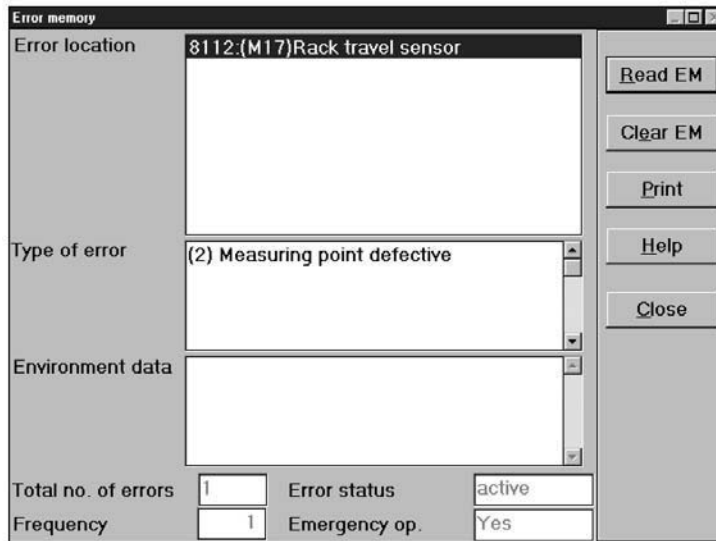 Error memory
Error location
8112:(M17)Rack travel sensor
Read EM
Clear EM
Print
Type of error
(2) Measuring point defective
Help
Close
Environment data
Total no. of errors 1 Error status active
Frequency 1 Emergency op. Yes